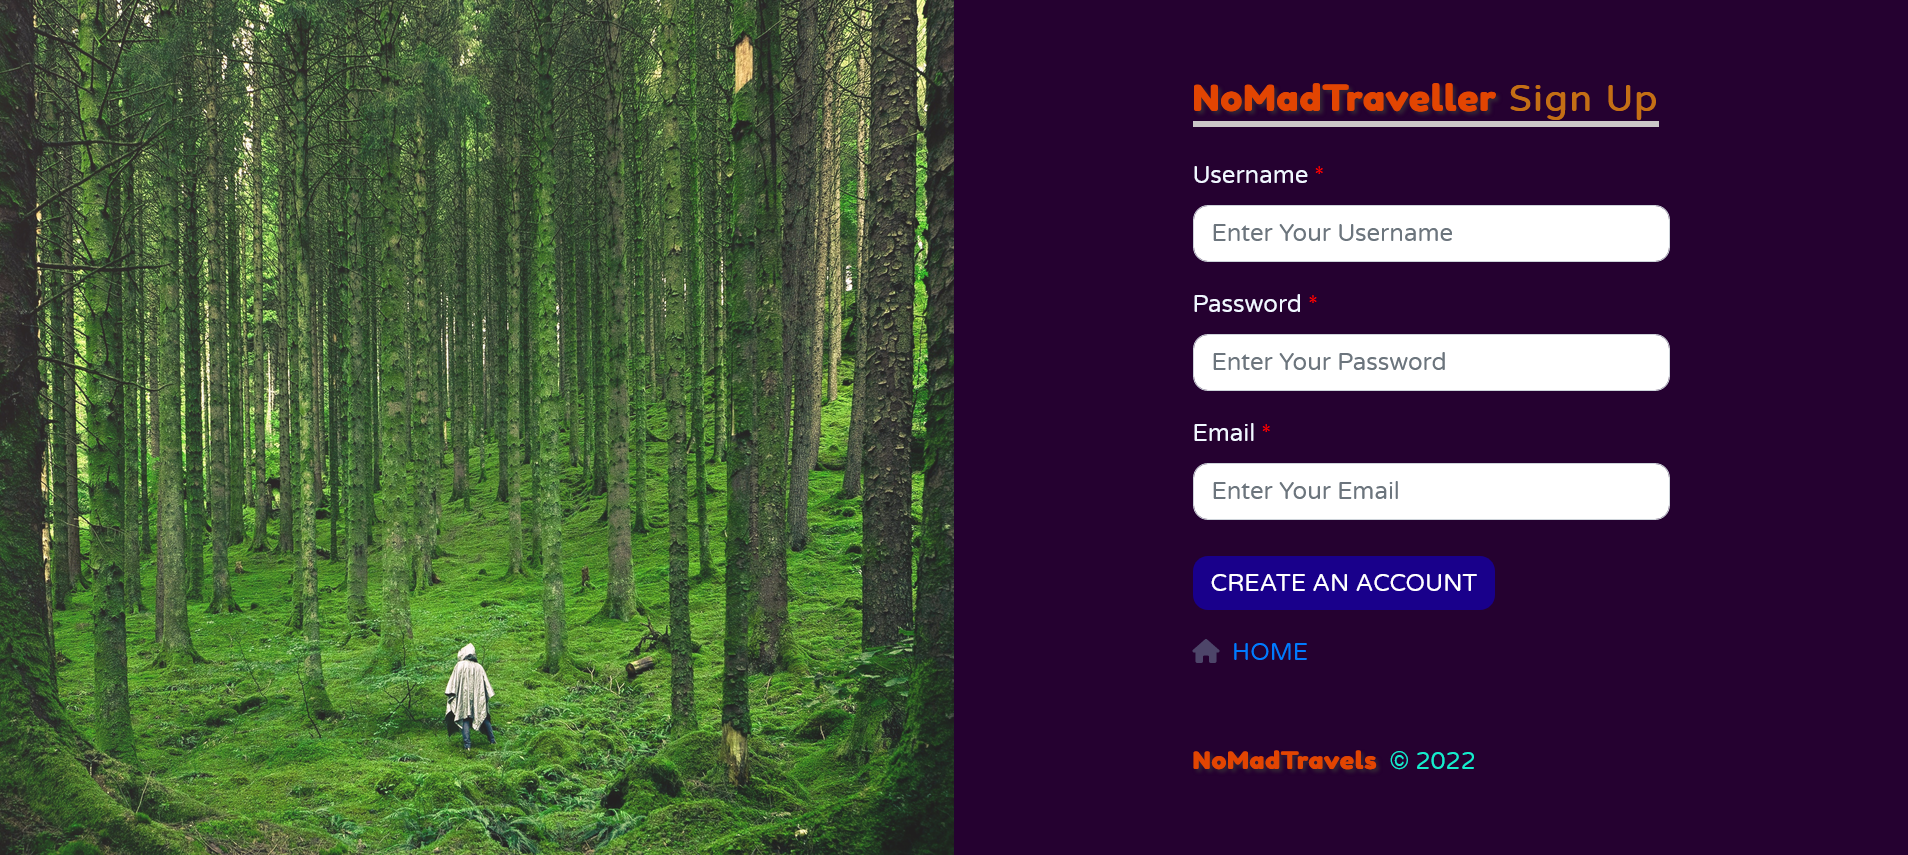 NoMadTraveller Sign Up
Username *
Enter Your Username
Password *
Enter Your Password
Email *
Enter Your Email
CREATE AN ACCOUNT
HOME
NoMadTravels © 2022